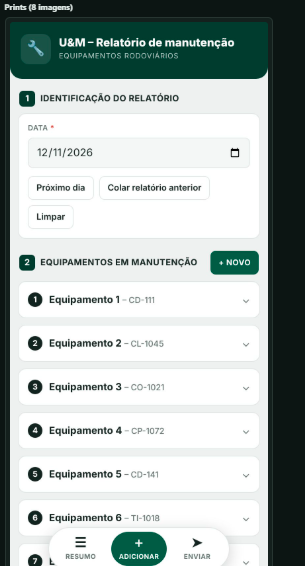 Prints (8 imagens)
U&M – Relatório de manutenção
EQUIPAMENTOS RODOVIÁRIOS
1 IDENTIFICAÇÃO DO RELATÓRIO
DATA *
12/11/2026
Próximo dia Colar relatório anterior
Limpar
2 EQUIPAMENTOS EM MANUTENÇÃO + NOVO
1 Equipamento 1 – CD-111
2 Equipamento 2 – CL-1045
3 Equipamento 3 – CO-1021
4 Equipamento 4 – CP-1072
5 Equipamento 5 – CD-141
6 Equipamento 6 – TI-1018
7
RESUMO ADICIONAR ENVIAR